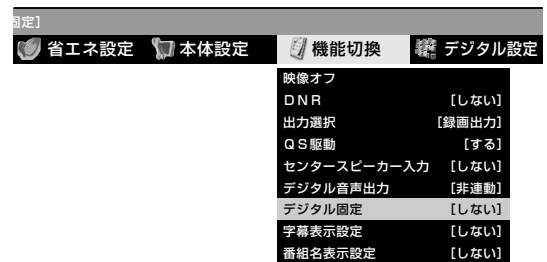 固定]
省エネ設定 本体設定 機能切換 デジタル設定
映像オフ
DNR [しない]
出力選択 [録画出力]
QS駆動 [する]
センタースピーカー入力 [しない]
デジタル音声出力 [非連動]
デジタル固定 [しない]
字幕表示設定 [しない]
番組名表示設定 [しない]